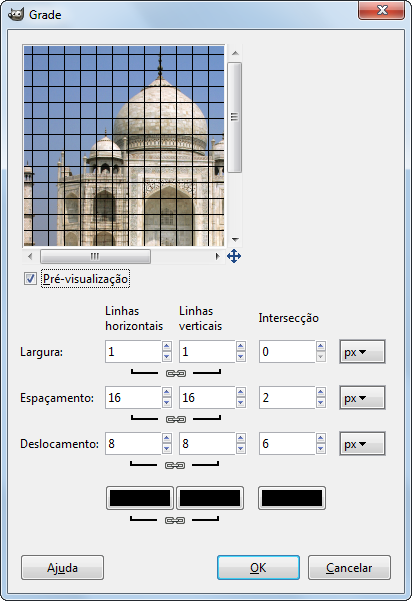 Grade
Pré-visualização
Linhas horizontais
Linhas verticais
Intersecção
Largura: 1 1 0 px
Espaçamento: 16 16 2 px
Deslocamento: 8 8 6 px
Ajuda OK Cancelar